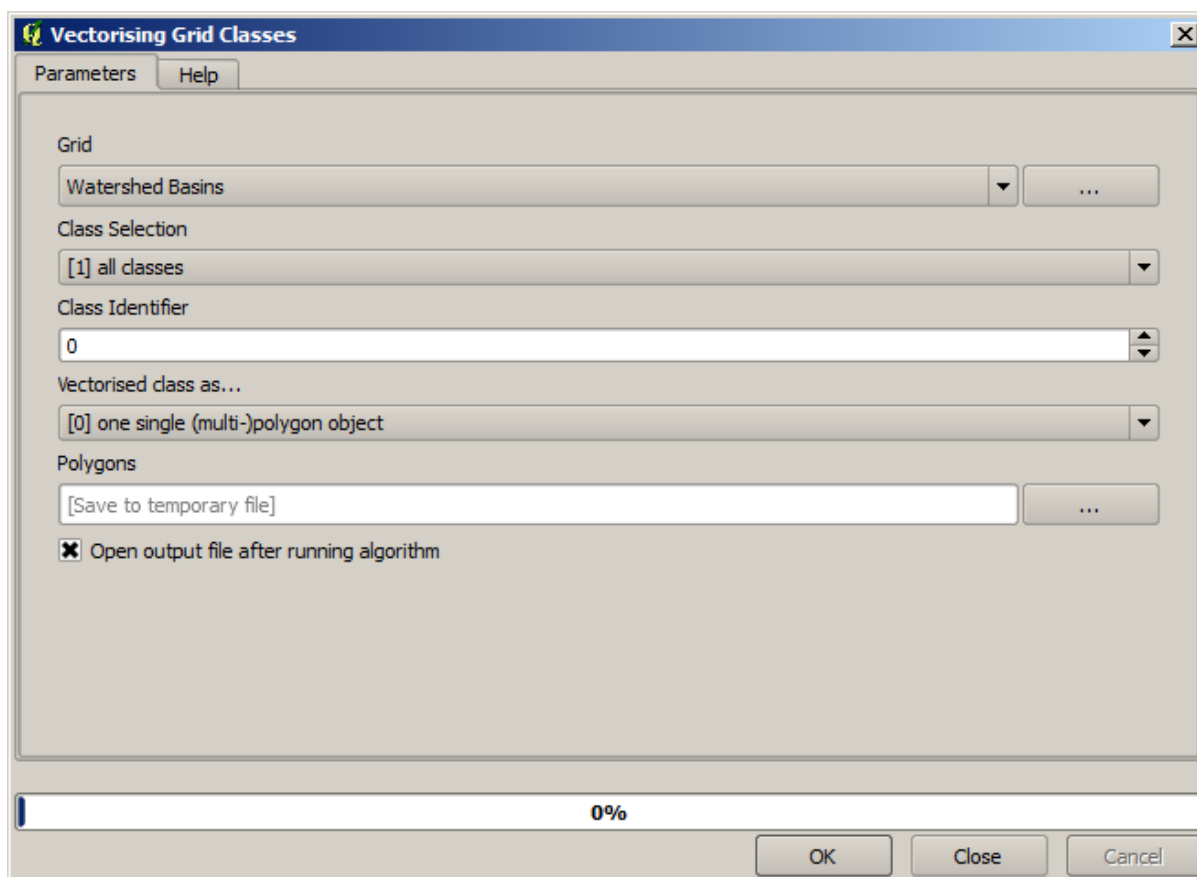 Vectorising Grid Classes
Parameters Help
Grid
Watershed Basins ...
Class Selection
[1] all classes
Class Identifier
0
Vectorised class as...
[0] one single (multi-)polygon object
Polygons
[Save to temporary file] ...
Open output file after running algorithm
0%
OK Close Cancel